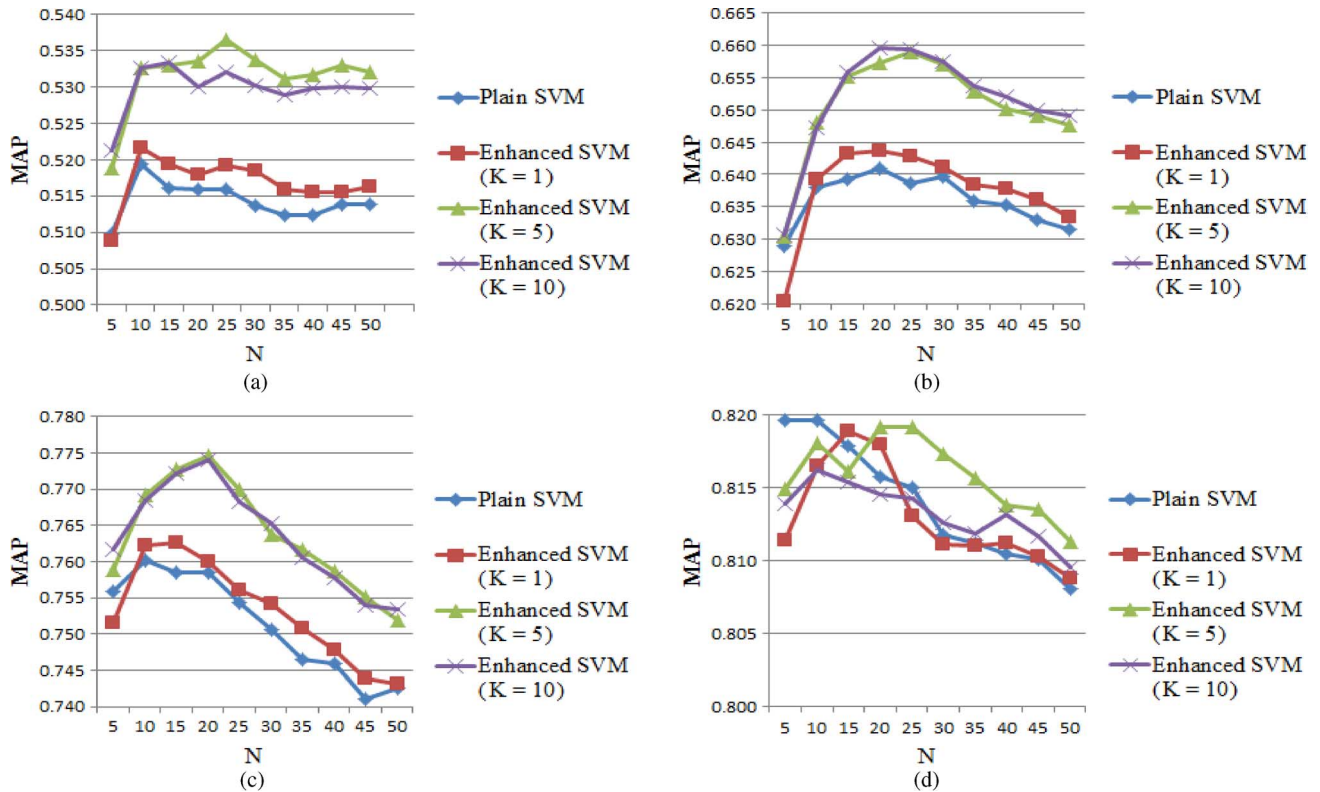 0.540
0.535
0.530
0.525
0.520
0.515
0.510
0.505
0.500
MAP
5 10 15 20 25 30 35 40 45 50
N
Plain SVM
Enhanced SVM
(K = 1)
Enhanced SVM
(K = 5)
Enhanced SVM
(K = 10)
(a)
0.665
0.660
0.655
0.650
0.645
0.640
0.635
0.630
0.625
0.620
MAP
5 10 15 20 25 30 35 40 45 50
N
Plain SVM
Enhanced SVM
(K = 1)
Enhanced SVM
(K = 5)
Enhanced SVM
(K = 10)
(b)
0.780
0.775
0.770
0.765
0.760
0.755
0.750
0.745
0.740
MAP
5 10 15 20 25 30 35 40 45 50
N
Plain SVM
Enhanced SVM
(K = 1)
Enhanced SVM
(K = 5)
Enhanced SVM
(K = 10)
(c)
0.820
0.815
0.810
0.805
0.800
MAP
5 10 15 20 25 30 35 40 45 50
N
Plain SVM
Enhanced SVM
(K = 1)
Enhanced SVM
(K = 5)
Enhanced SVM
(K = 10)
(d)